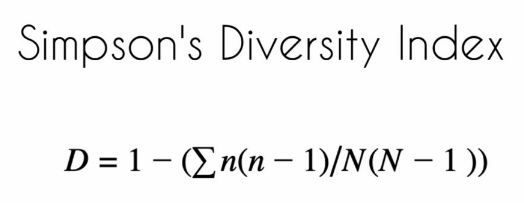 Simpson's Diversity Index
D = 1 − (∑ n(n − 1)/N(N − 1 ))